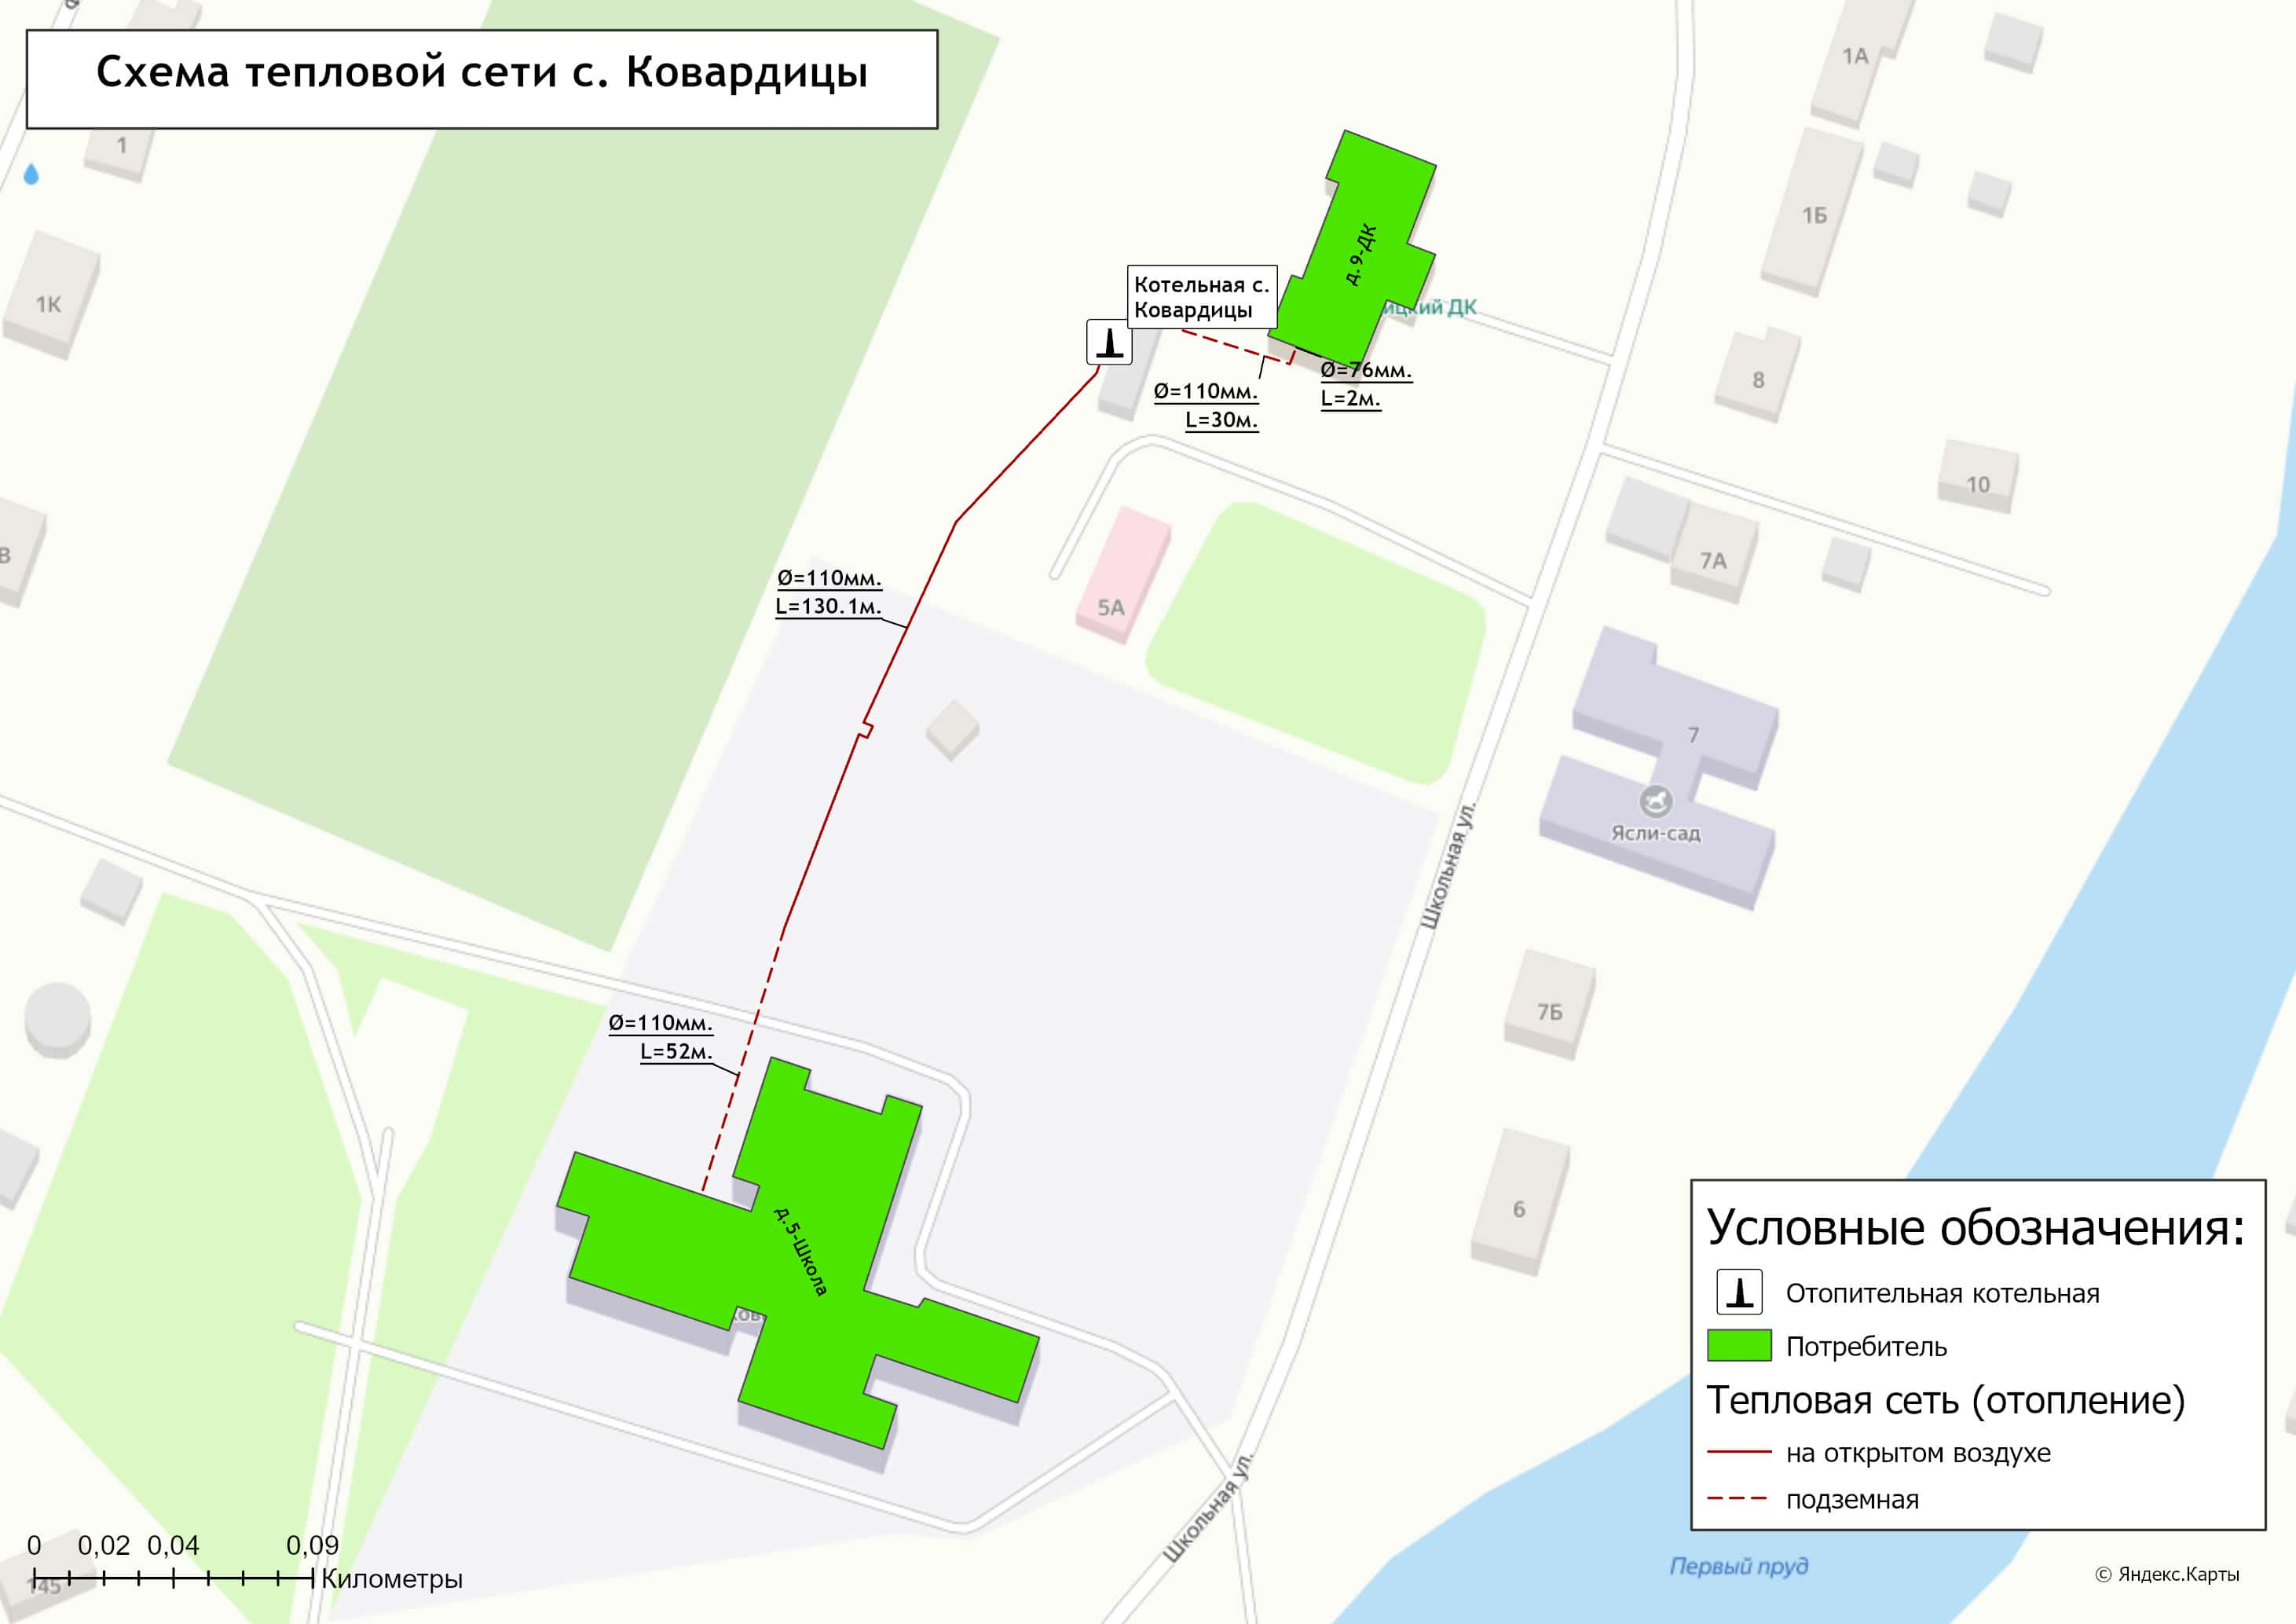 Схема тепловой сети с. Ковардицы
1
1А
1Б
1К
д.9-ДК
Котельная с.
Ковардицы
ицкий ДК
Ø=76мм.
L=2м.
Ø=110мм.
L=30м.
8
10
В
7А
Ø=110мм.
L=130.1м.
5А
7
Ясли-сад
Школьная ул.
7Б
Ø=110мм.
L=52м.
6
д.5-Школа
Условные обозначения:
Отопительная котельная
Потребитель
Тепловая сеть (отопление)
на открытом воздухе
подземная
Школьная ул.
0 0,02 0,04 0,09
Километры
145
Первый пруд
© Яндекс.Карты